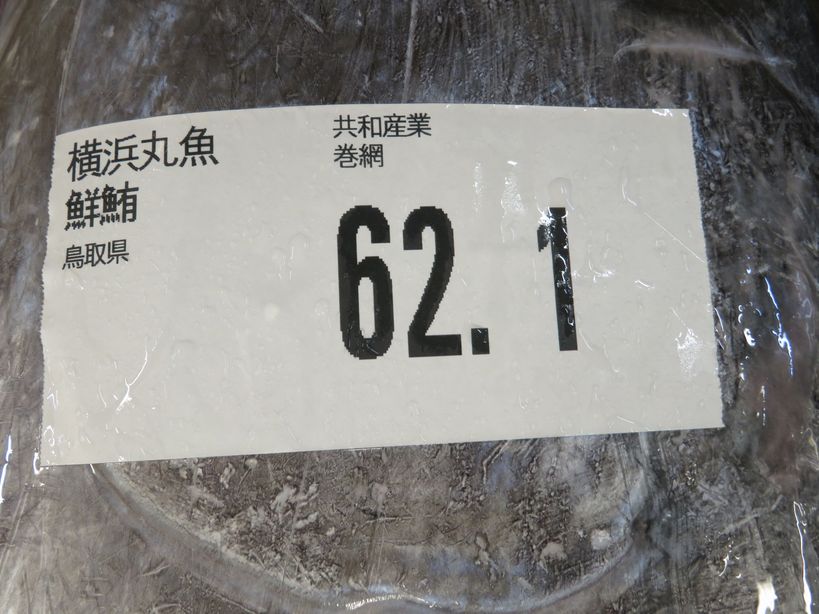 横浜丸魚
鮮鮪
鳥取県
共和産業
巻網
62.1